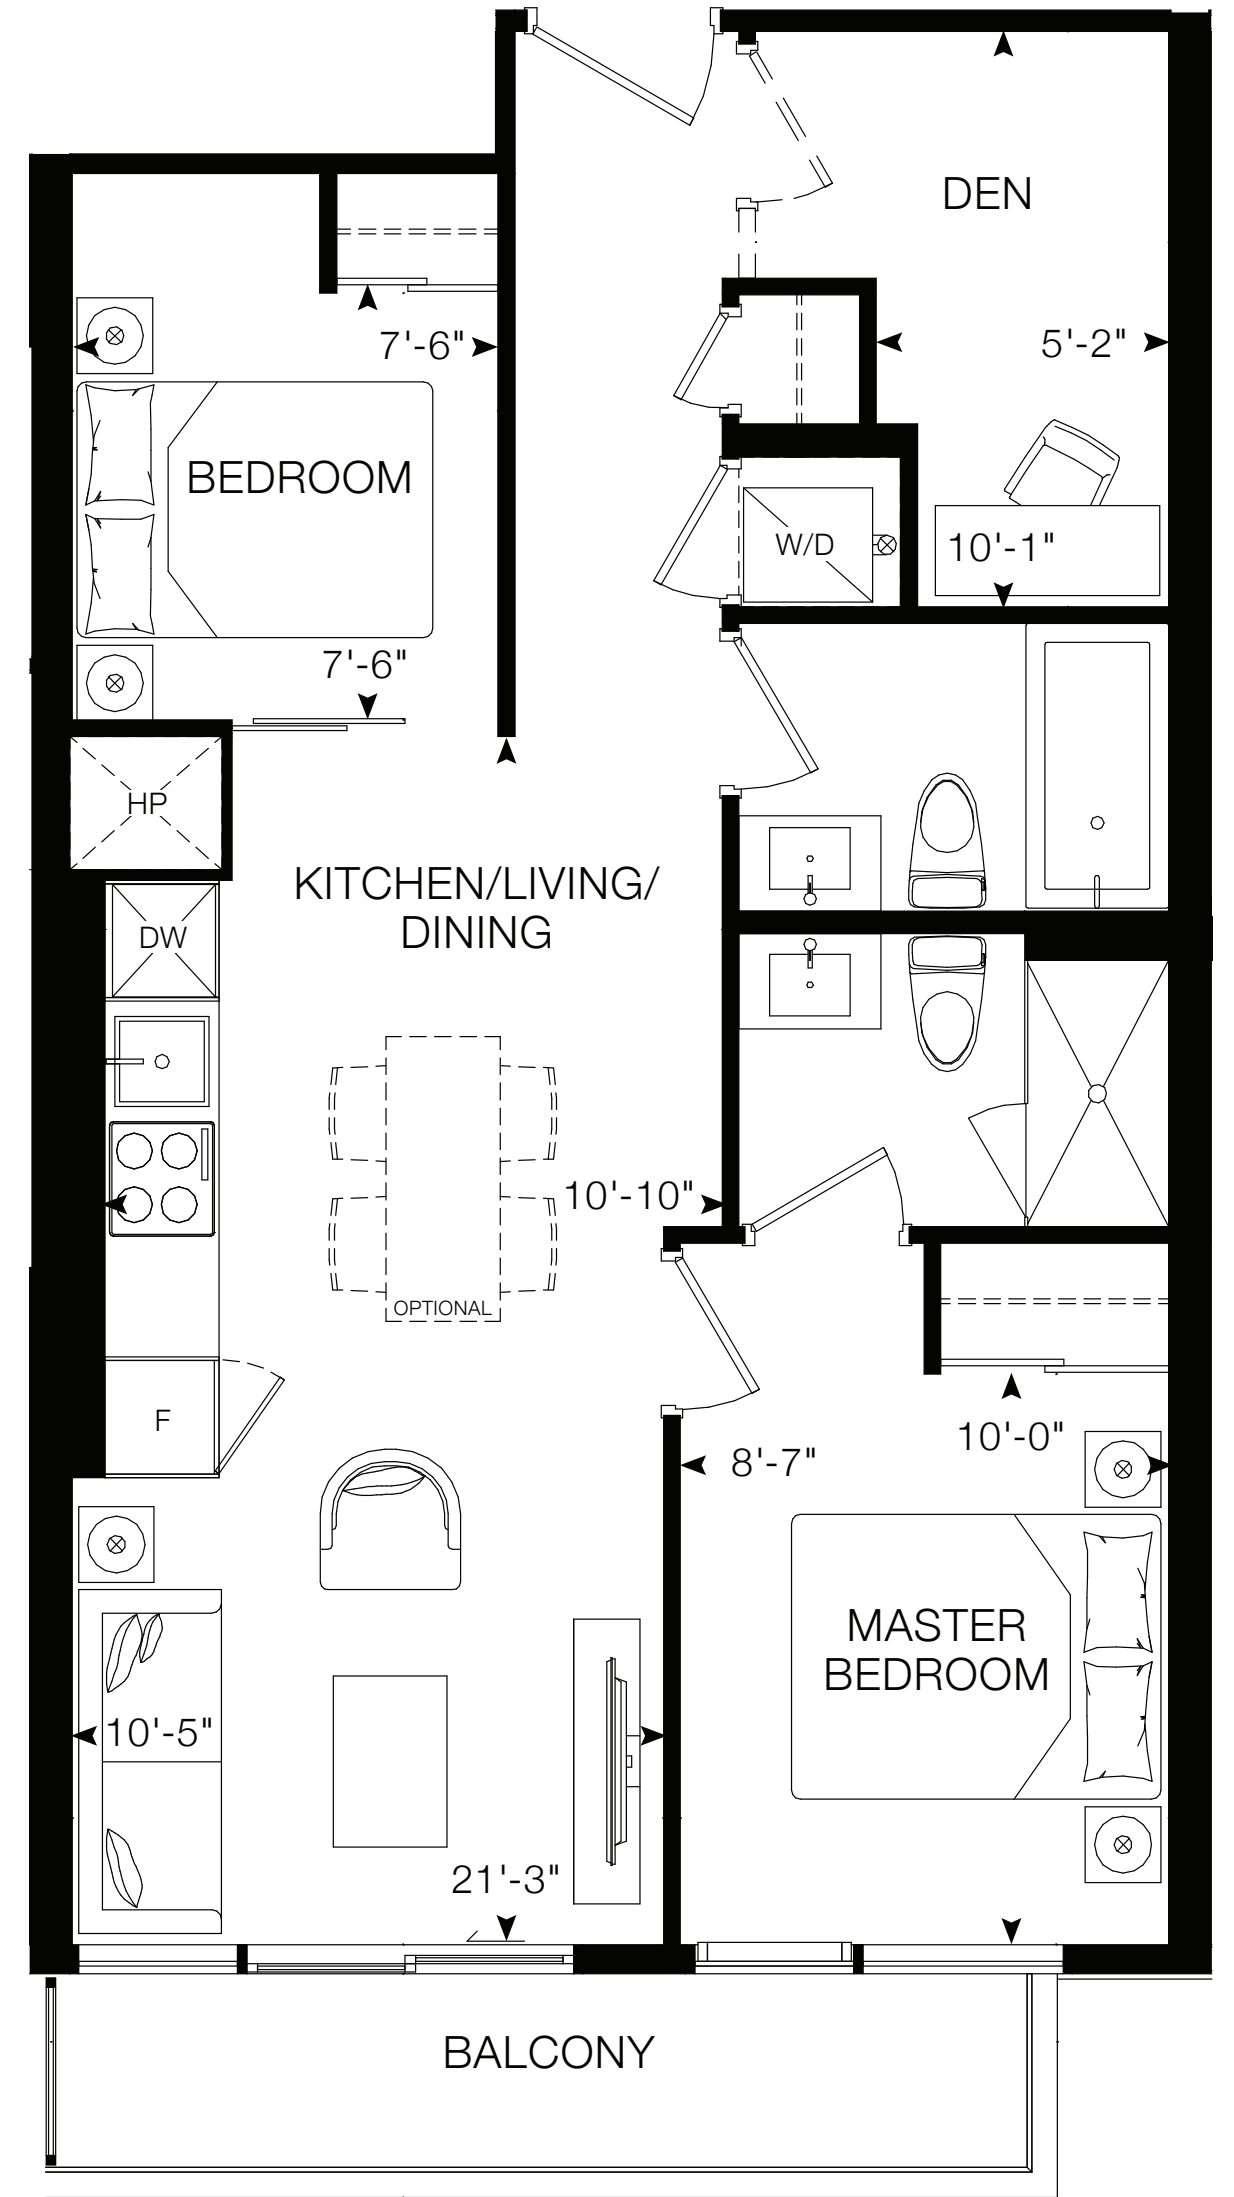 DEN
7'-6"
5'-2"
BEDROOM
W/D
10'-1"
7'-6"
HP
KITCHEN/LIVING/
DINING
DW
10'-10"
OPTIONAL
F
10'-0"
8'-7"
MASTER
BEDROOM
10'-5"
21'-3"
BALCONY